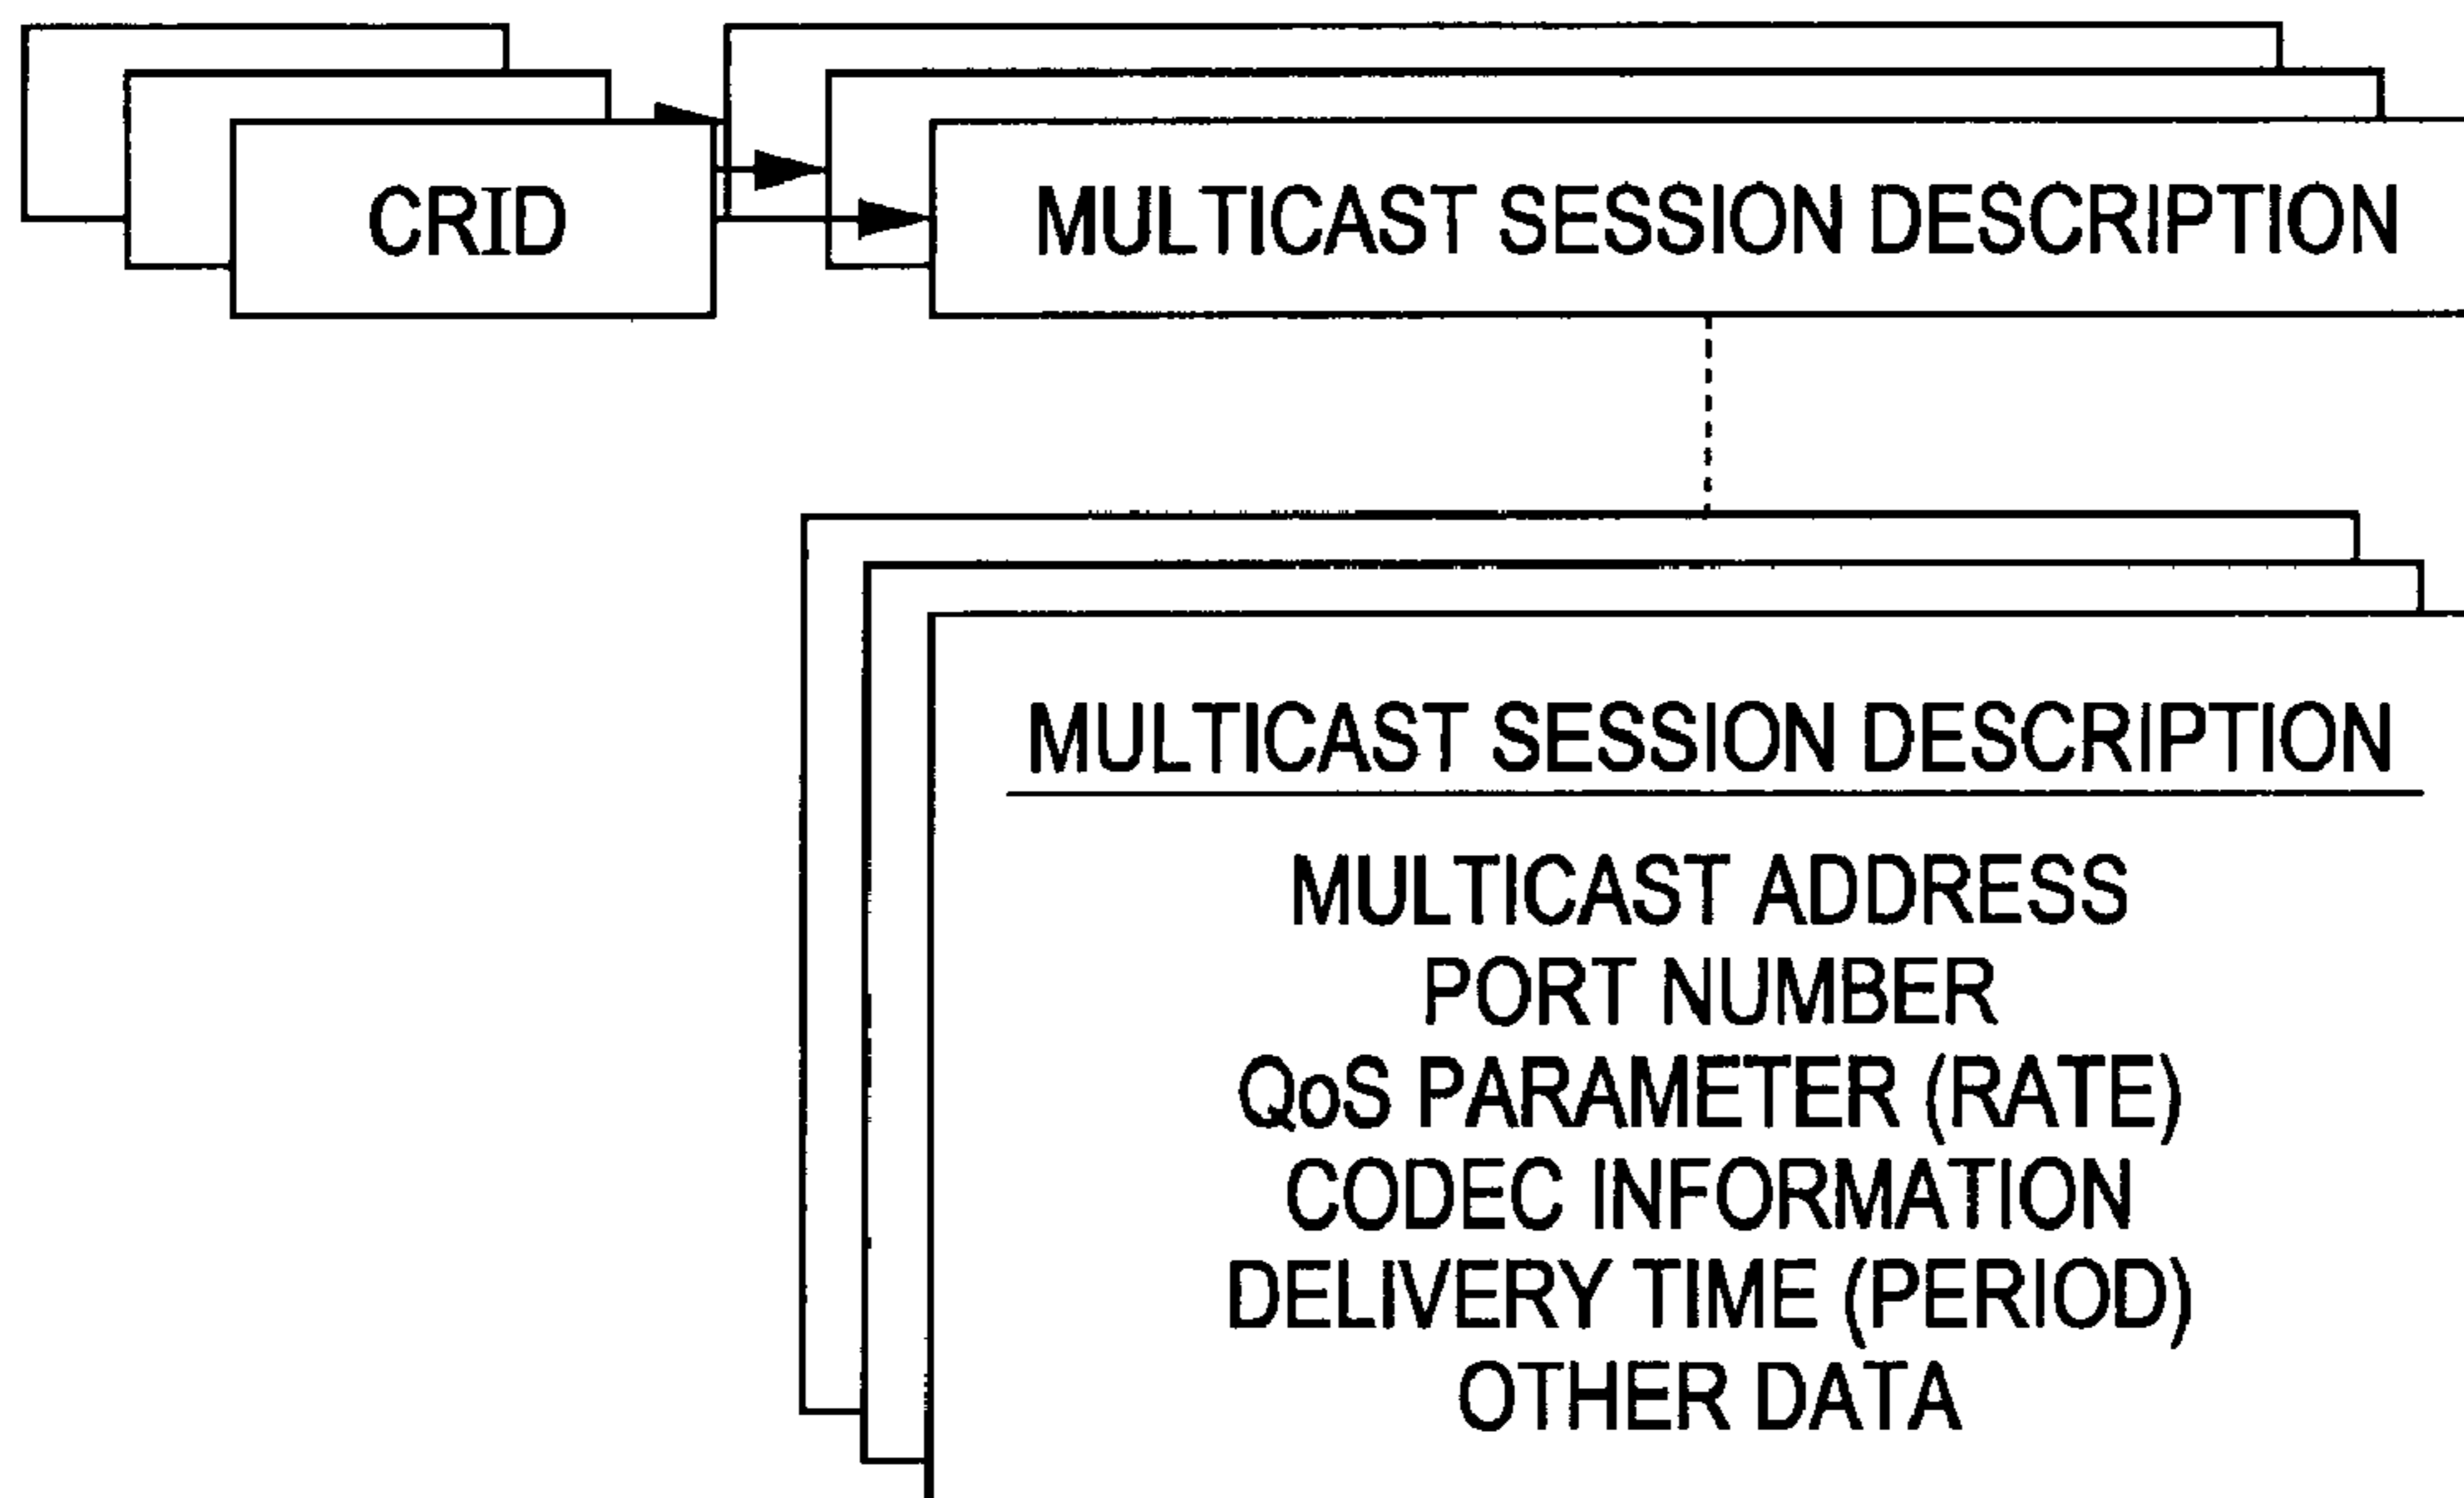 CRID
MULTICAST SESSION DESCRIPTION
MULTICAST SESSION DESCRIPTION
MULTICAST ADDRESS
PORT NUMBER
QoS PARAMETER (RATE)
CODEC INFORMATION
DELIVERY TIME (PERIOD)
OTHER DATA